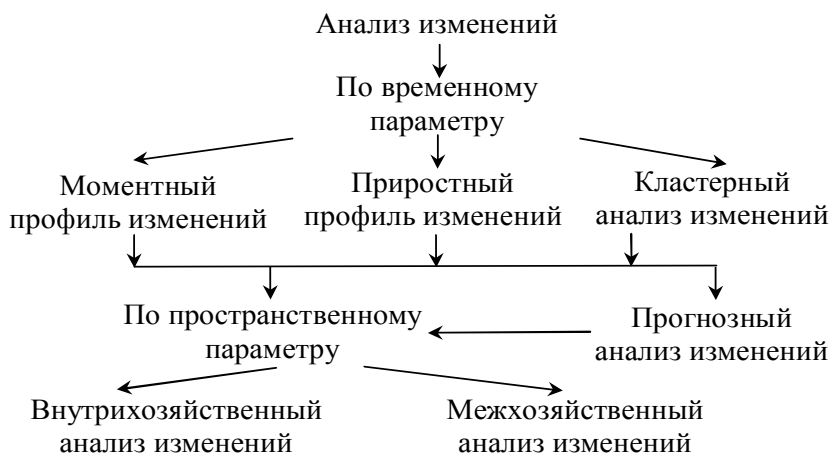 Анализ изменений
По временному
параметру
Моментный
профиль изменений
Приростный
профиль изменений
Кластерный
анализ изменений
По пространственному
параметру
Прогнозный
анализ изменений
Внутрихозяйственный
анализ изменений
Межхозяйственный
анализ изменений